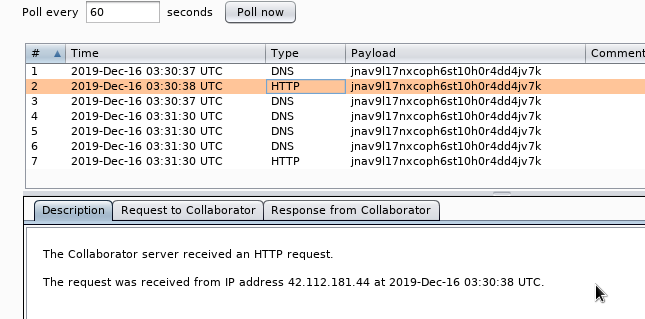 Poll every 60 seconds Poll now
# Time Type Payload Comment
1 2019-Dec-16 03:30:37 UTC DNS jnav9l17nxcoph6st10h0r4dd4jv7k
2 2019-Dec-16 03:30:38 UTC HTTP jnav9l17nxcoph6st10h0r4dd4jv7k
3 2019-Dec-16 03:30:37 UTC DNS jnav9l17nxcoph6st10h0r4dd4jv7k
4 2019-Dec-16 03:31:30 UTC DNS jnav9l17nxcoph6st10h0r4dd4jv7k
5 2019-Dec-16 03:31:30 UTC DNS jnav9l17nxcoph6st10h0r4dd4jv7k
6 2019-Dec-16 03:31:30 UTC DNS jnav9l17nxcoph6st10h0r4dd4jv7k
7 2019-Dec-16 03:31:30 UTC HTTP jnav9l17nxcoph6st10h0r4dd4jv7k
Description Request to Collaborator Response from Collaborator
The Collaborator server received an HTTP request.
The request was received from IP address 42.112.181.44 at 2019-Dec-16 03:30:38 UTC.